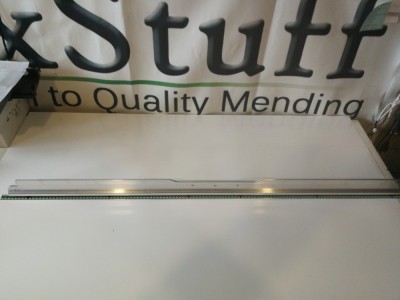 xStuff
to Quality Mending